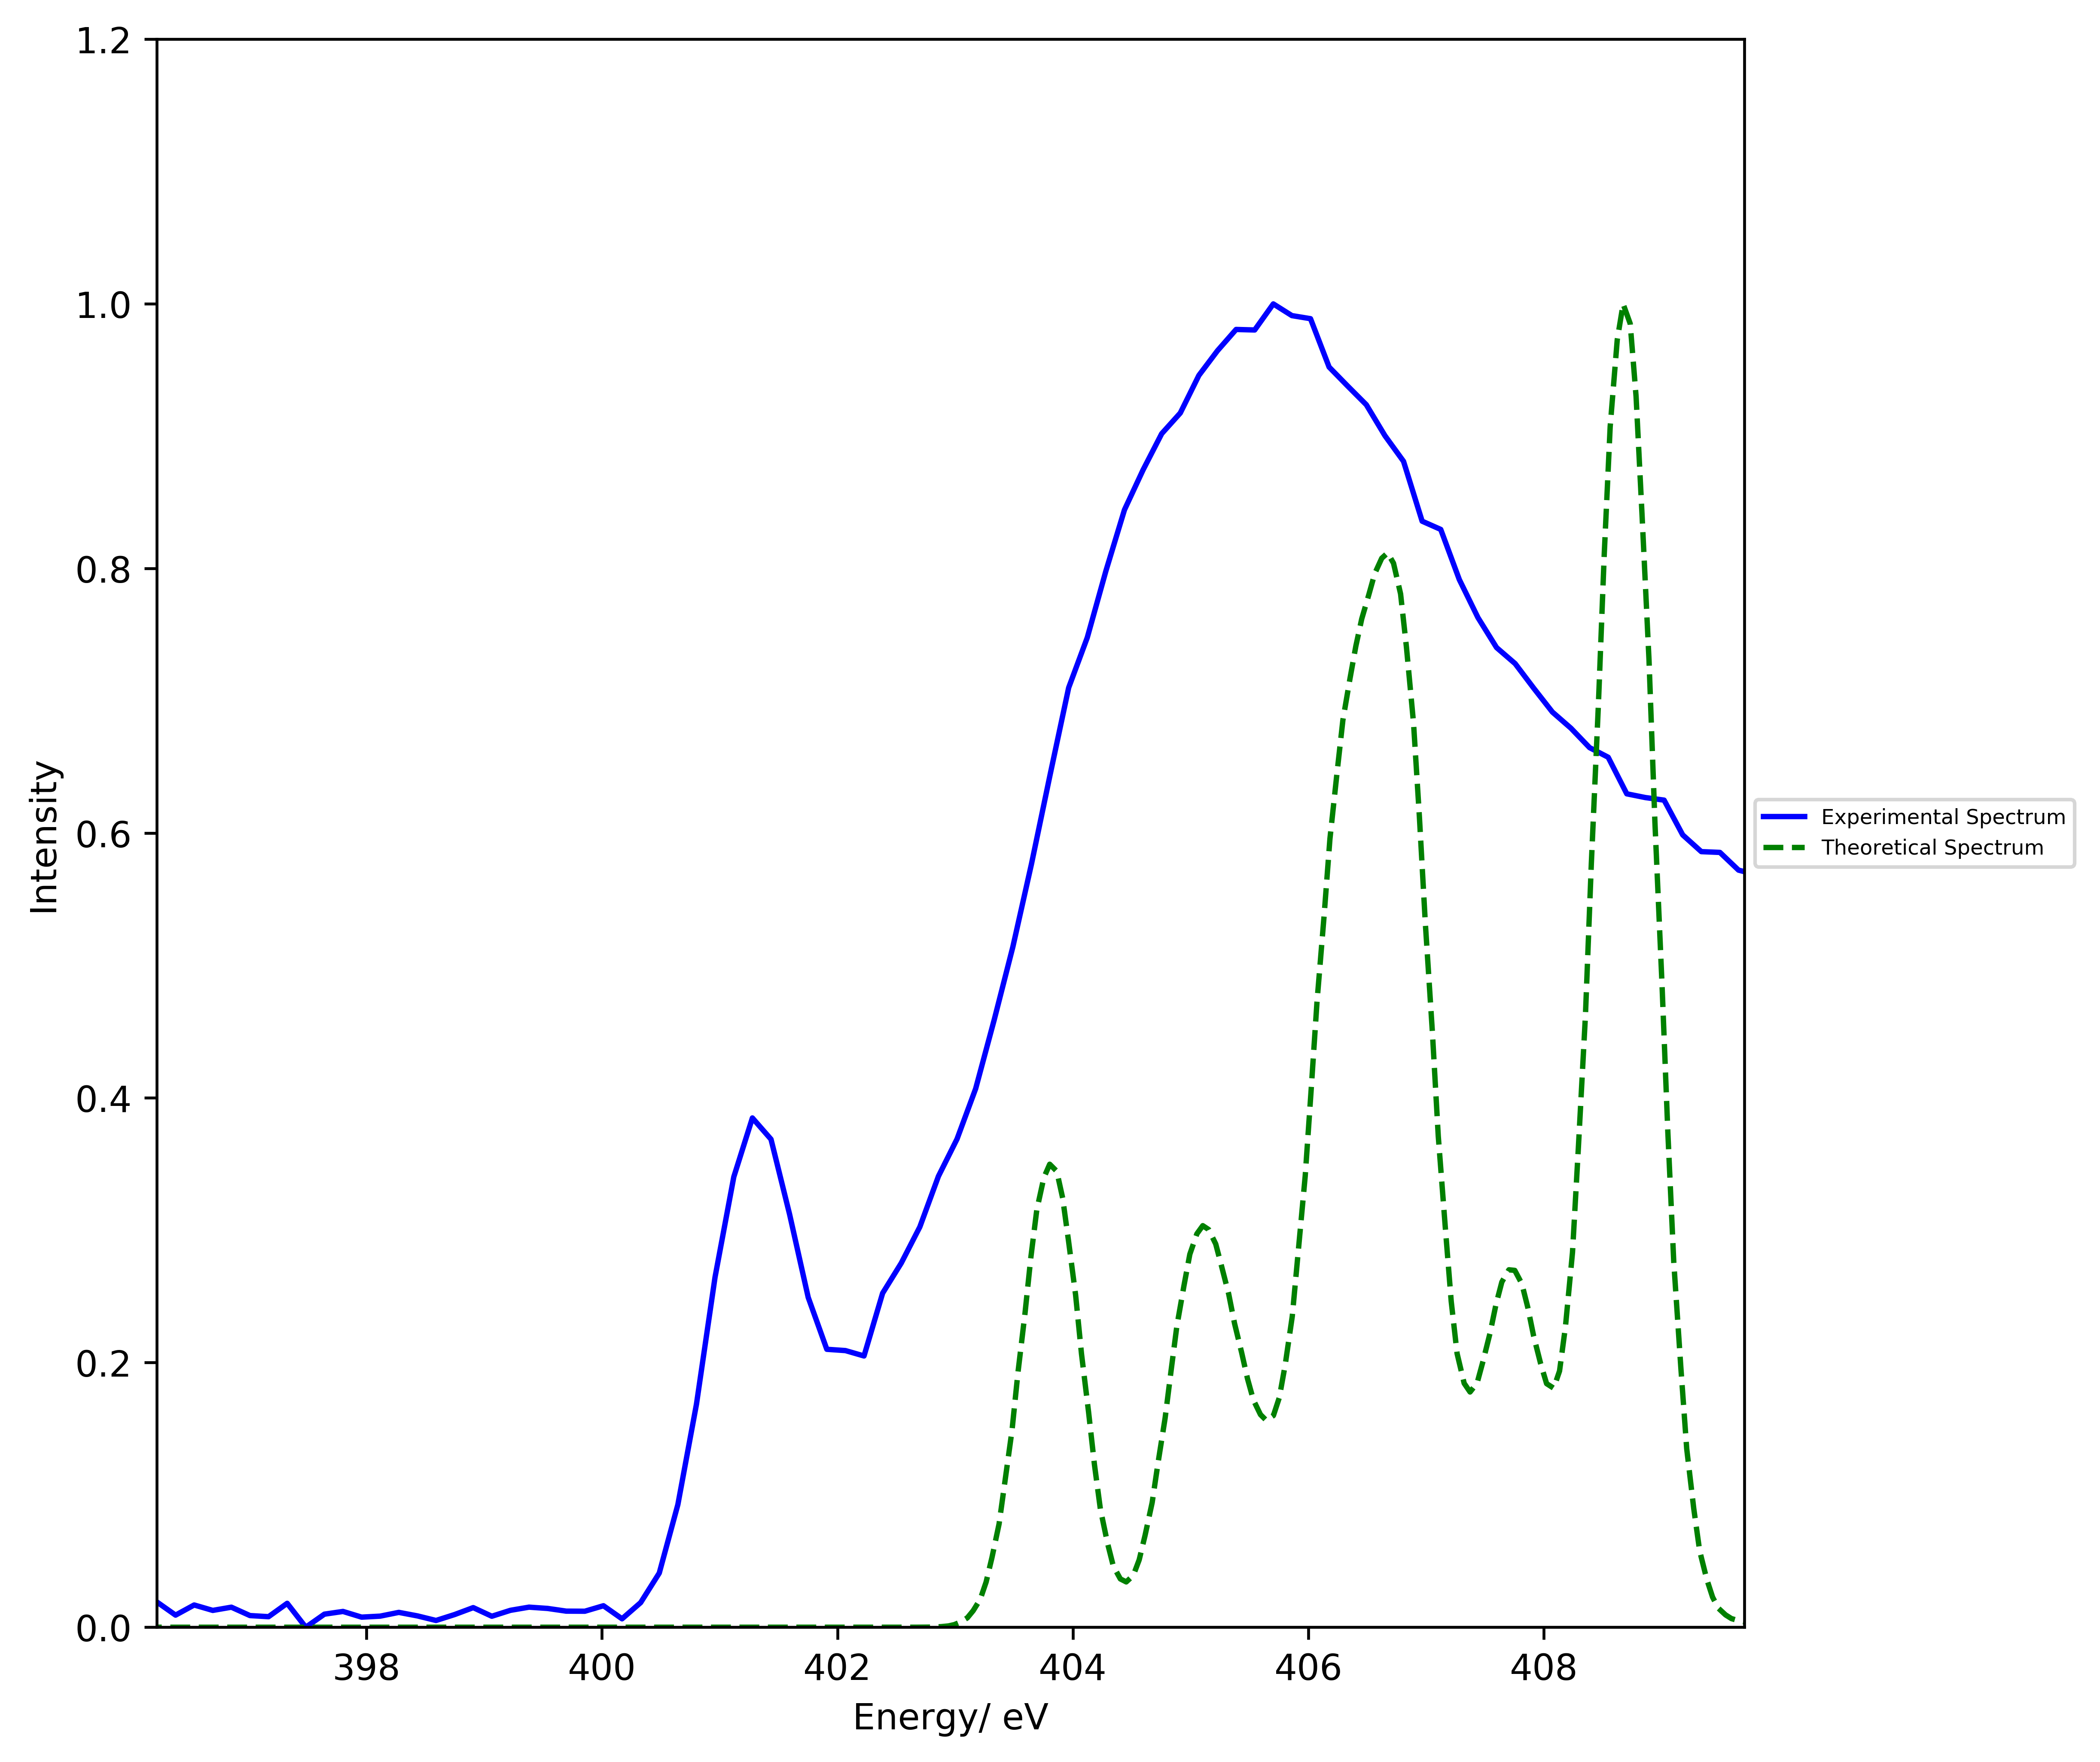 1.2
1.0
0.8
0.6
0.4
0.2
0.0
Intensity
398 400 402 404 406 408
Energy/ eV
Experimental Spectrum
Theoretical Spectrum